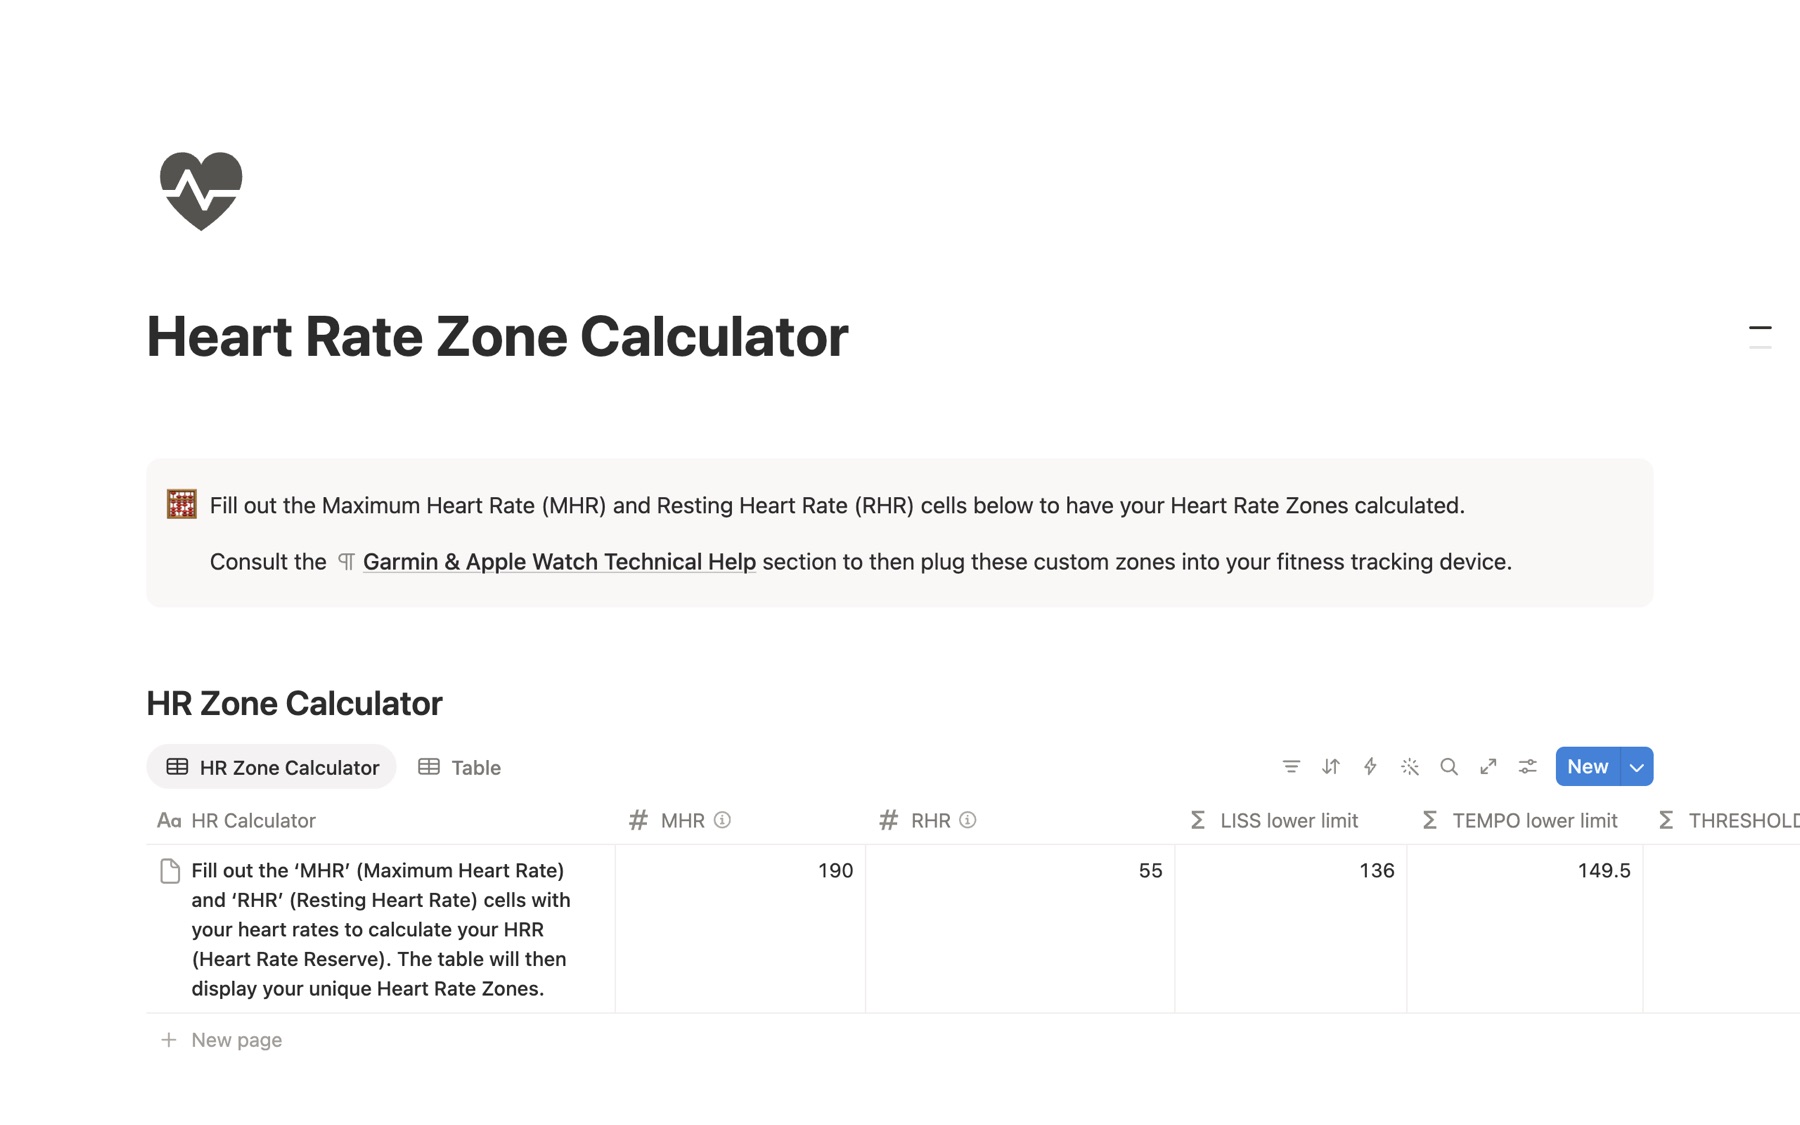 Heart Rate Zone Calculator
Fill out the Maximum Heart Rate (MHR) and Resting Heart Rate (RHR) cells below to have your Heart Rate Zones calculated.
Consult the ¶ Garmin & Apple Watch Technical Help section to then plug these custom zones into your fitness tracking device.
HR Zone Calculator
HR Zone Calculator Table New
Aa HR Calculator # MHR # RHR Σ LISS lower limit Σ TEMPO lower limit Σ THRESHOLD
Fill out the ‘MHR’ (Maximum Heart Rate) 190 55 136 149.5
and ‘RHR’ (Resting Heart Rate) cells with
your heart rates to calculate your HRR
(Heart Rate Reserve). The table will then
display your unique Heart Rate Zones.
+ New page